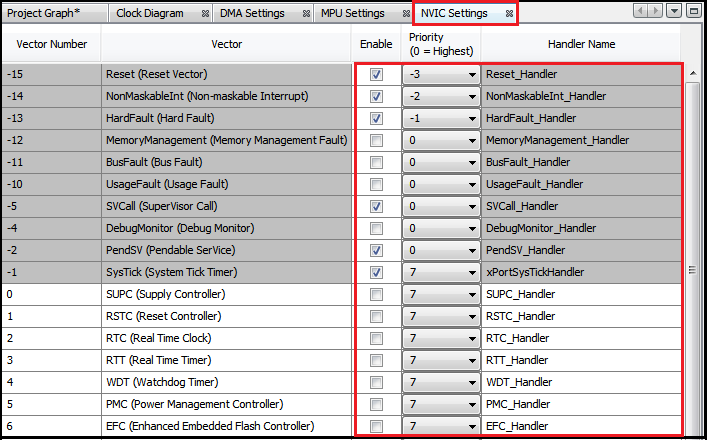 Project Graph* Clock Diagram DMA Settings MPU Settings NVIC Settings
Vector Number Vector Enable Priority (0 = Highest) Handler Name
-15 Reset (Reset Vector) -3 Reset_Handler
-14 NonMaskableInt (Non-maskable Interrupt) -2 NonMaskableInt_Handler
-13 HardFault (Hard Fault) -1 HardFault_Handler
-12 MemoryManagement (Memory Management Fault) 0 MemoryManagement_Handler
-11 BusFault (Bus Fault) 0 BusFault_Handler
-10 UsageFault (Usage Fault) 0 UsageFault_Handler
-5 SVCall (SuperVisor Call) 0 SVCall_Handler
-4 DebugMonitor (Debug Monitor) 0 DebugMonitor_Handler
-2 PendSV (Pendable SerVice) 0 PendSV_Handler
-1 SysTick (System Tick Timer) 7 xPortSysTickHandler
0 SUPC (Supply Controller) 7 SUPC_Handler
1 RSTC (Reset Controller) 7 RSTC_Handler
2 RTC (Real Time Clock) 7 RTC_Handler
3 RTT (Real Time Timer) 7 RTT_Handler
4 WDT (Watchdog Timer) 7 WDT_Handler
5 PMC (Power Management Controller) 7 PMC_Handler
6 EFC (Enhanced Embedded Flash Controller) 7 EFC_Handler